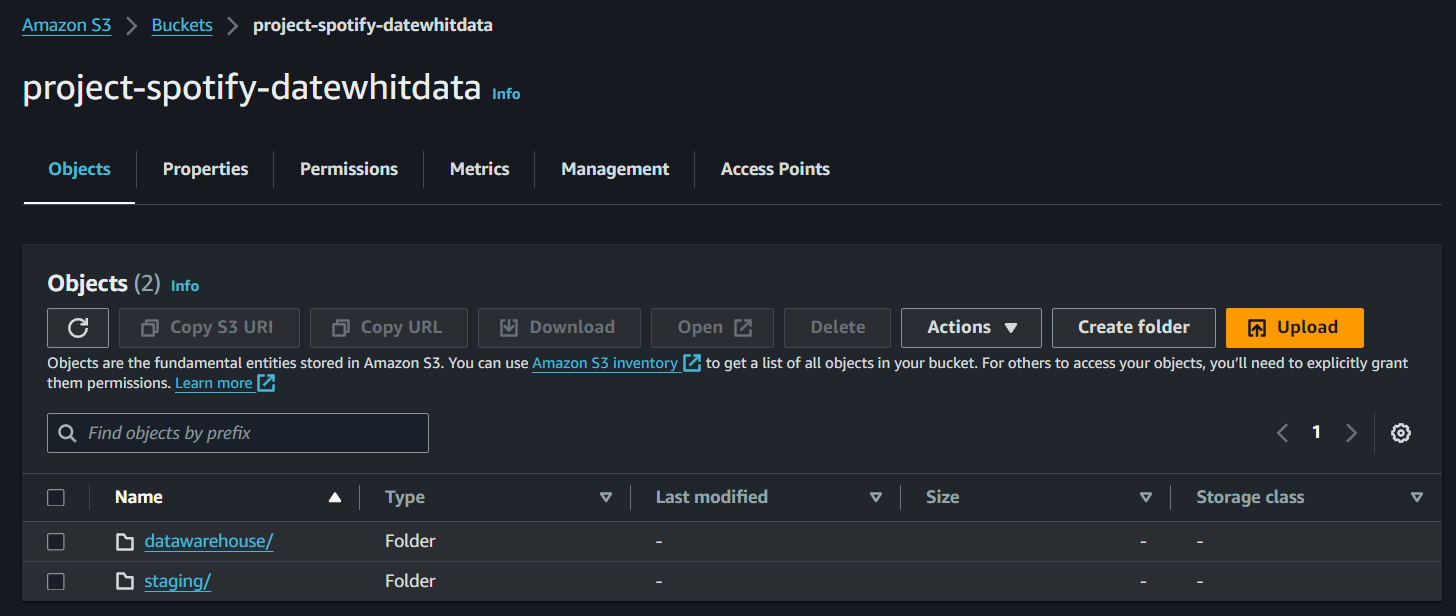 Amazon S3 > Buckets > project-spotify-datewhitdata
project-spotify-datewhitdata Info
Objects Properties Permissions Metrics Management Access Points
Objects (2) Info
Copy S3 URI Copy URL Download Open Delete Actions Create folder Upload
Objects are the fundamental entities stored in Amazon S3. You can use Amazon S3 inventory to get a list of all objects in your bucket. For others to access your objects, you'll need to explicitly grant
them permissions. Learn more
Find objects by prefix 1
Name Type Last modified Size Storage class
datawarehouse/ Folder - - -
staging/ Folder - - -